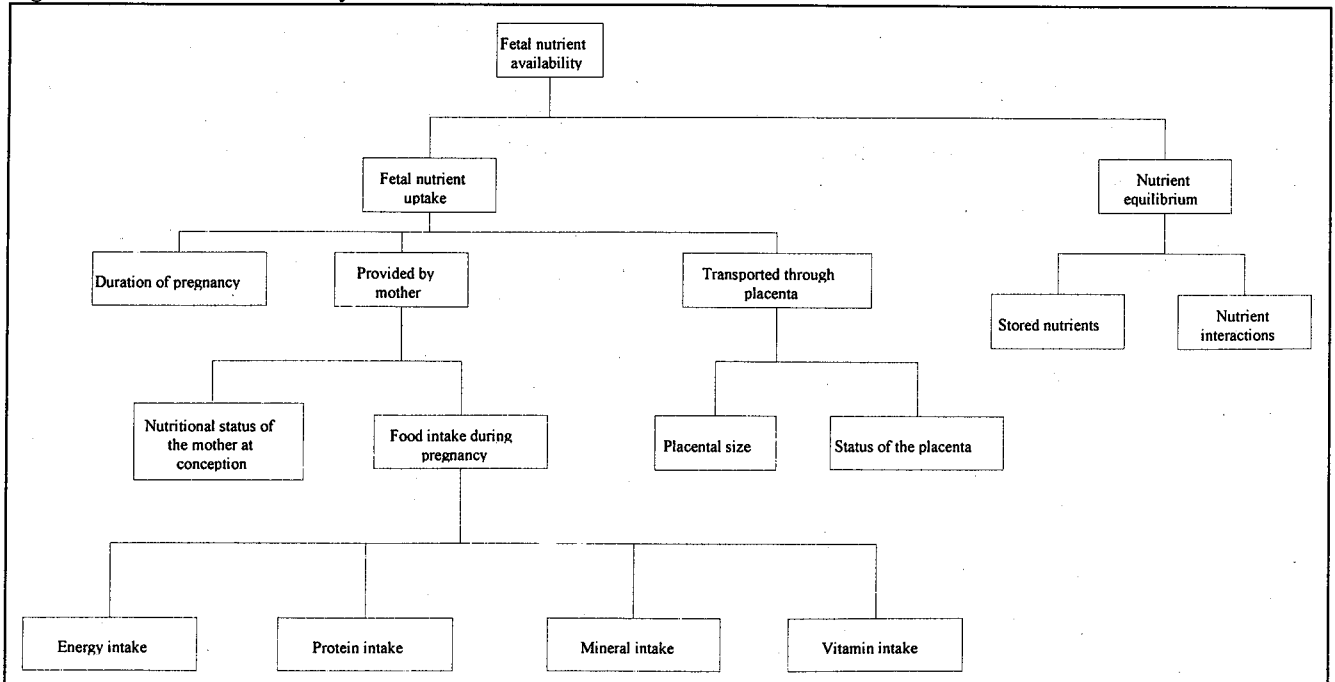 Fetal nutrient
availability
Fetal nutrient
uptake
Nutrient
equilibrium
Duration of pregnancy
Provided by
mother
Transported through
placenta
Stored nutrients
Nutrient
interactions
Nutritional status of
the mother at
conception
Food intake during
pregnancy
Placental size
Status of the placenta
Energy intake
Protein intake
Mineral intake
Vitamin intake